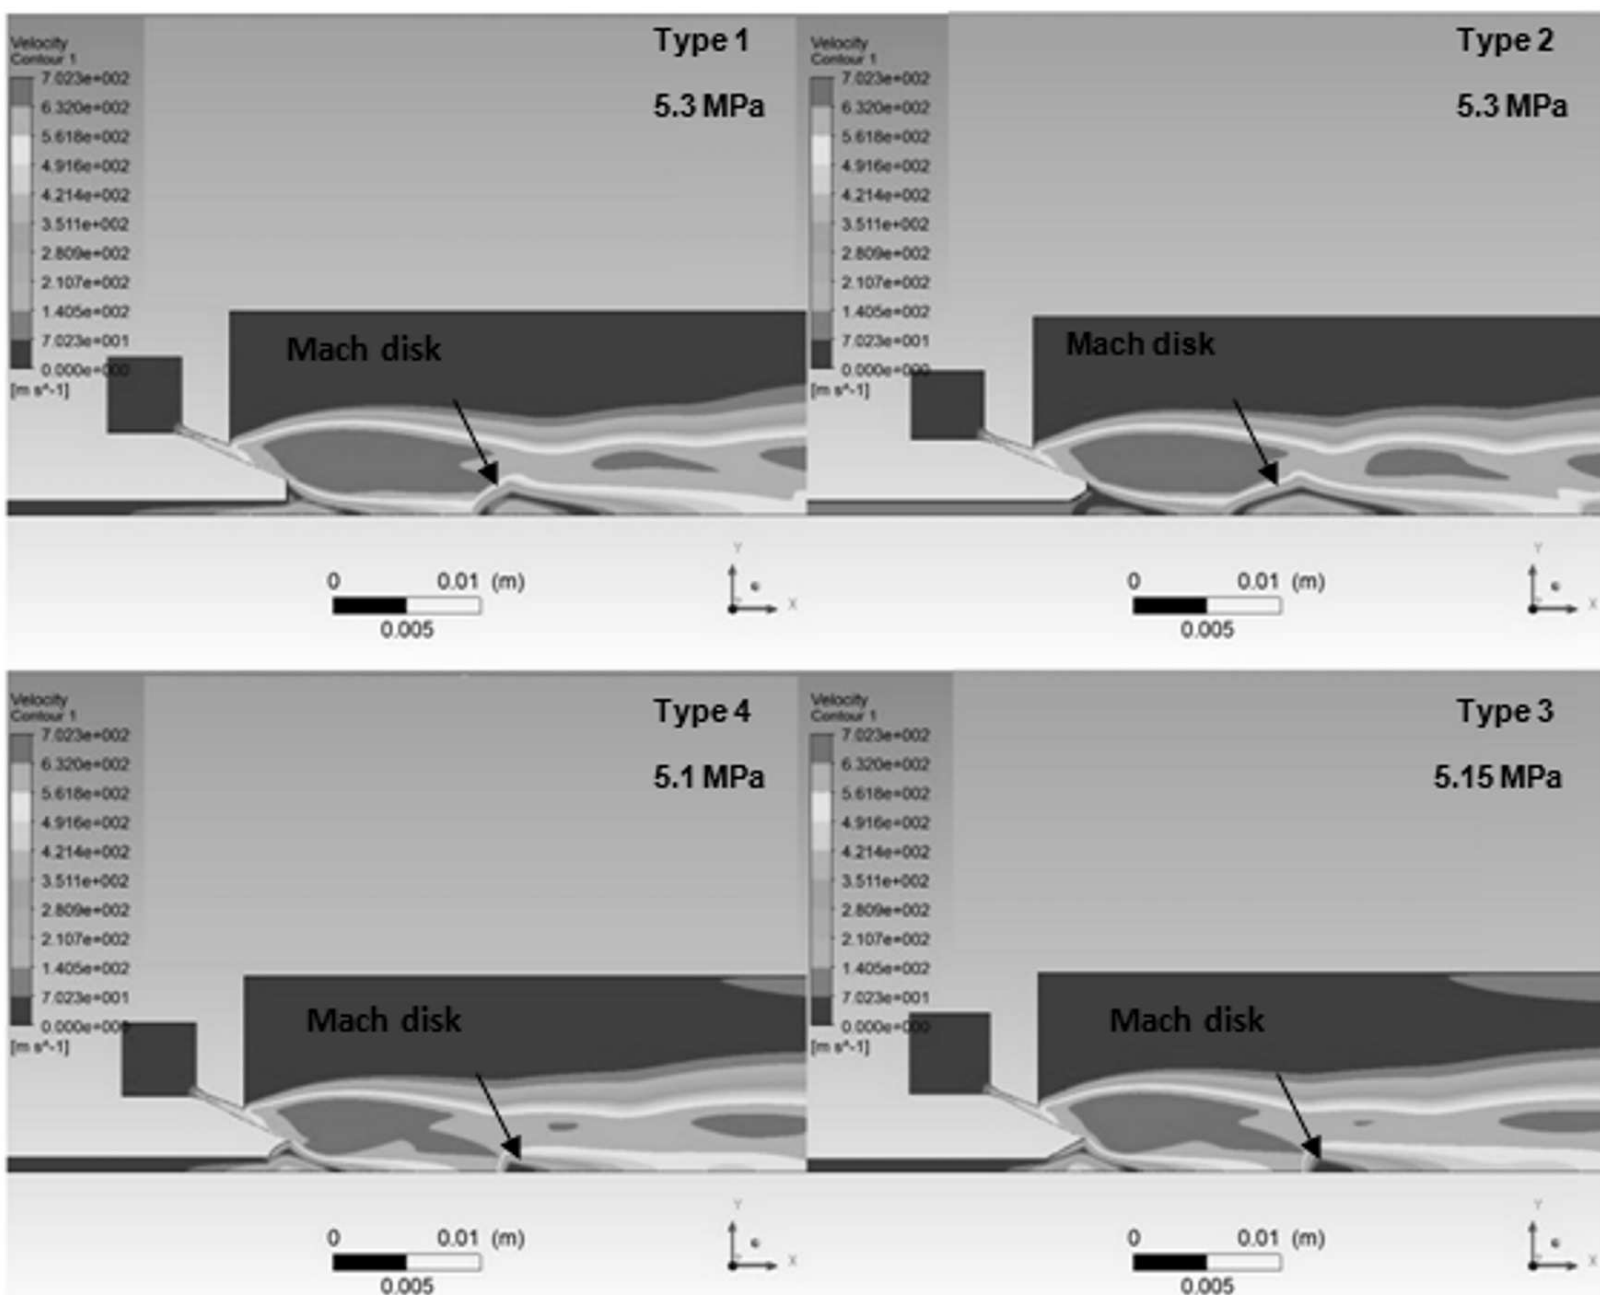 Velocity
Contour 1
7.023e+002
6.320e+002
5.618e+002
4.916e+002
4.214e+002
3.511e+002
2.809e+002
2.107e+002
1.405e+002
7.023e+001
0.000e+000
[m s^-1]
Type 1
5.3 MPa
Mach disk
0 0.01 (m)
0.005
Y
X
Velocity
Contour 1
7.023e+002
6.320e+002
5.618e+002
4.916e+002
4.214e+002
3.511e+002
2.809e+002
2.107e+002
1.405e+002
7.023e+001
0.000e+000
[m s^-1]
Type 2
5.3 MPa
Mach disk
0 0.01 (m)
0.005
Y
X
Velocity
Contour 1
7.023e+002
6.320e+002
5.618e+002
4.916e+002
4.214e+002
3.511e+002
2.809e+002
2.107e+002
1.405e+002
7.023e+001
0.000e+000
[m s^-1]
Type 4
5.1 MPa
Mach disk
0 0.01 (m)
0.005
Y
X
Velocity
Contour 1
7.023e+002
6.320e+002
5.618e+002
4.916e+002
4.214e+002
3.511e+002
2.809e+002
2.107e+002
1.405e+002
7.023e+001
0.000e+000
[m s^-1]
Type 3
5.15 MPa
Mach disk
0 0.01 (m)
0.005
Y
X